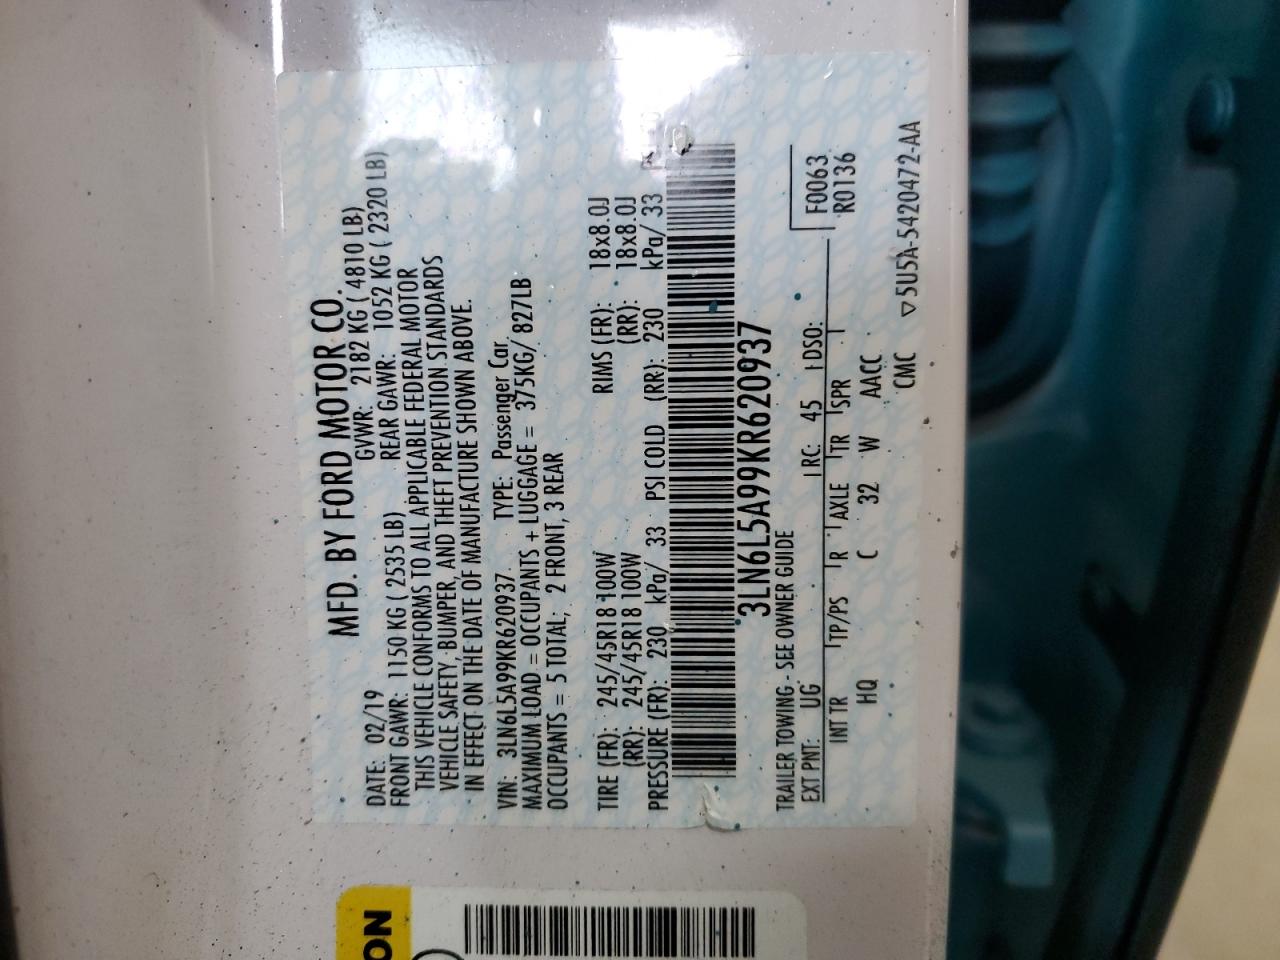 MFD. BY FORD MOTOR CO.
DATE: 02/19 GVWR: 2182 KG ( 4810 LB)
FRONT GAWR: 1150 KG ( 2535 LB) REAR GAWR: 1052 KG ( 2320 LB)
THIS VEHICLE CONFORMS TO ALL APPLICABLE FEDERAL MOTOR
VEHICLE SAFETY, BUMPER, AND THEFT PREVENTION STANDARDS
IN EFFECT ON THE DATE OF MANUFACTURE SHOWN ABOVE.
VIN: 3LN6L5A99KR620937 TYPE: Passenger Car
MAXIMUM LOAD = OCCUPANTS + LUGGAGE = 375KG/ 827LB
OCCUPANTS = 5 TOTAL, 2 FRONT, 3 REAR
TIRE (FR): 245/45R18 100W RIMS (FR): 18x8.0J
(RR): 245/45R18 100W (RR): 18x8.0J
PRESSURE (FR): 230 kPa/ 33 PSI COLD (RR): 230 kPa/ 33
3LN6L5A99KR620937
TRAILER TOWING - SEE OWNER GUIDE
EXT PNT: UG RC: 45 DSO: F0063
INT TR TP/PS R AXLE TR SPR R0136
HQ C 32 W AACC
CMC ▽5U5A-5420472-AA
ON